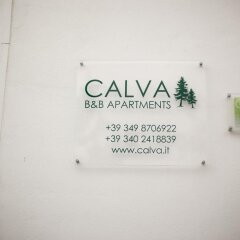 CALVA
B&B APARTMENTS
+39 349 8706922
+39 340 2418839
www.calva.it